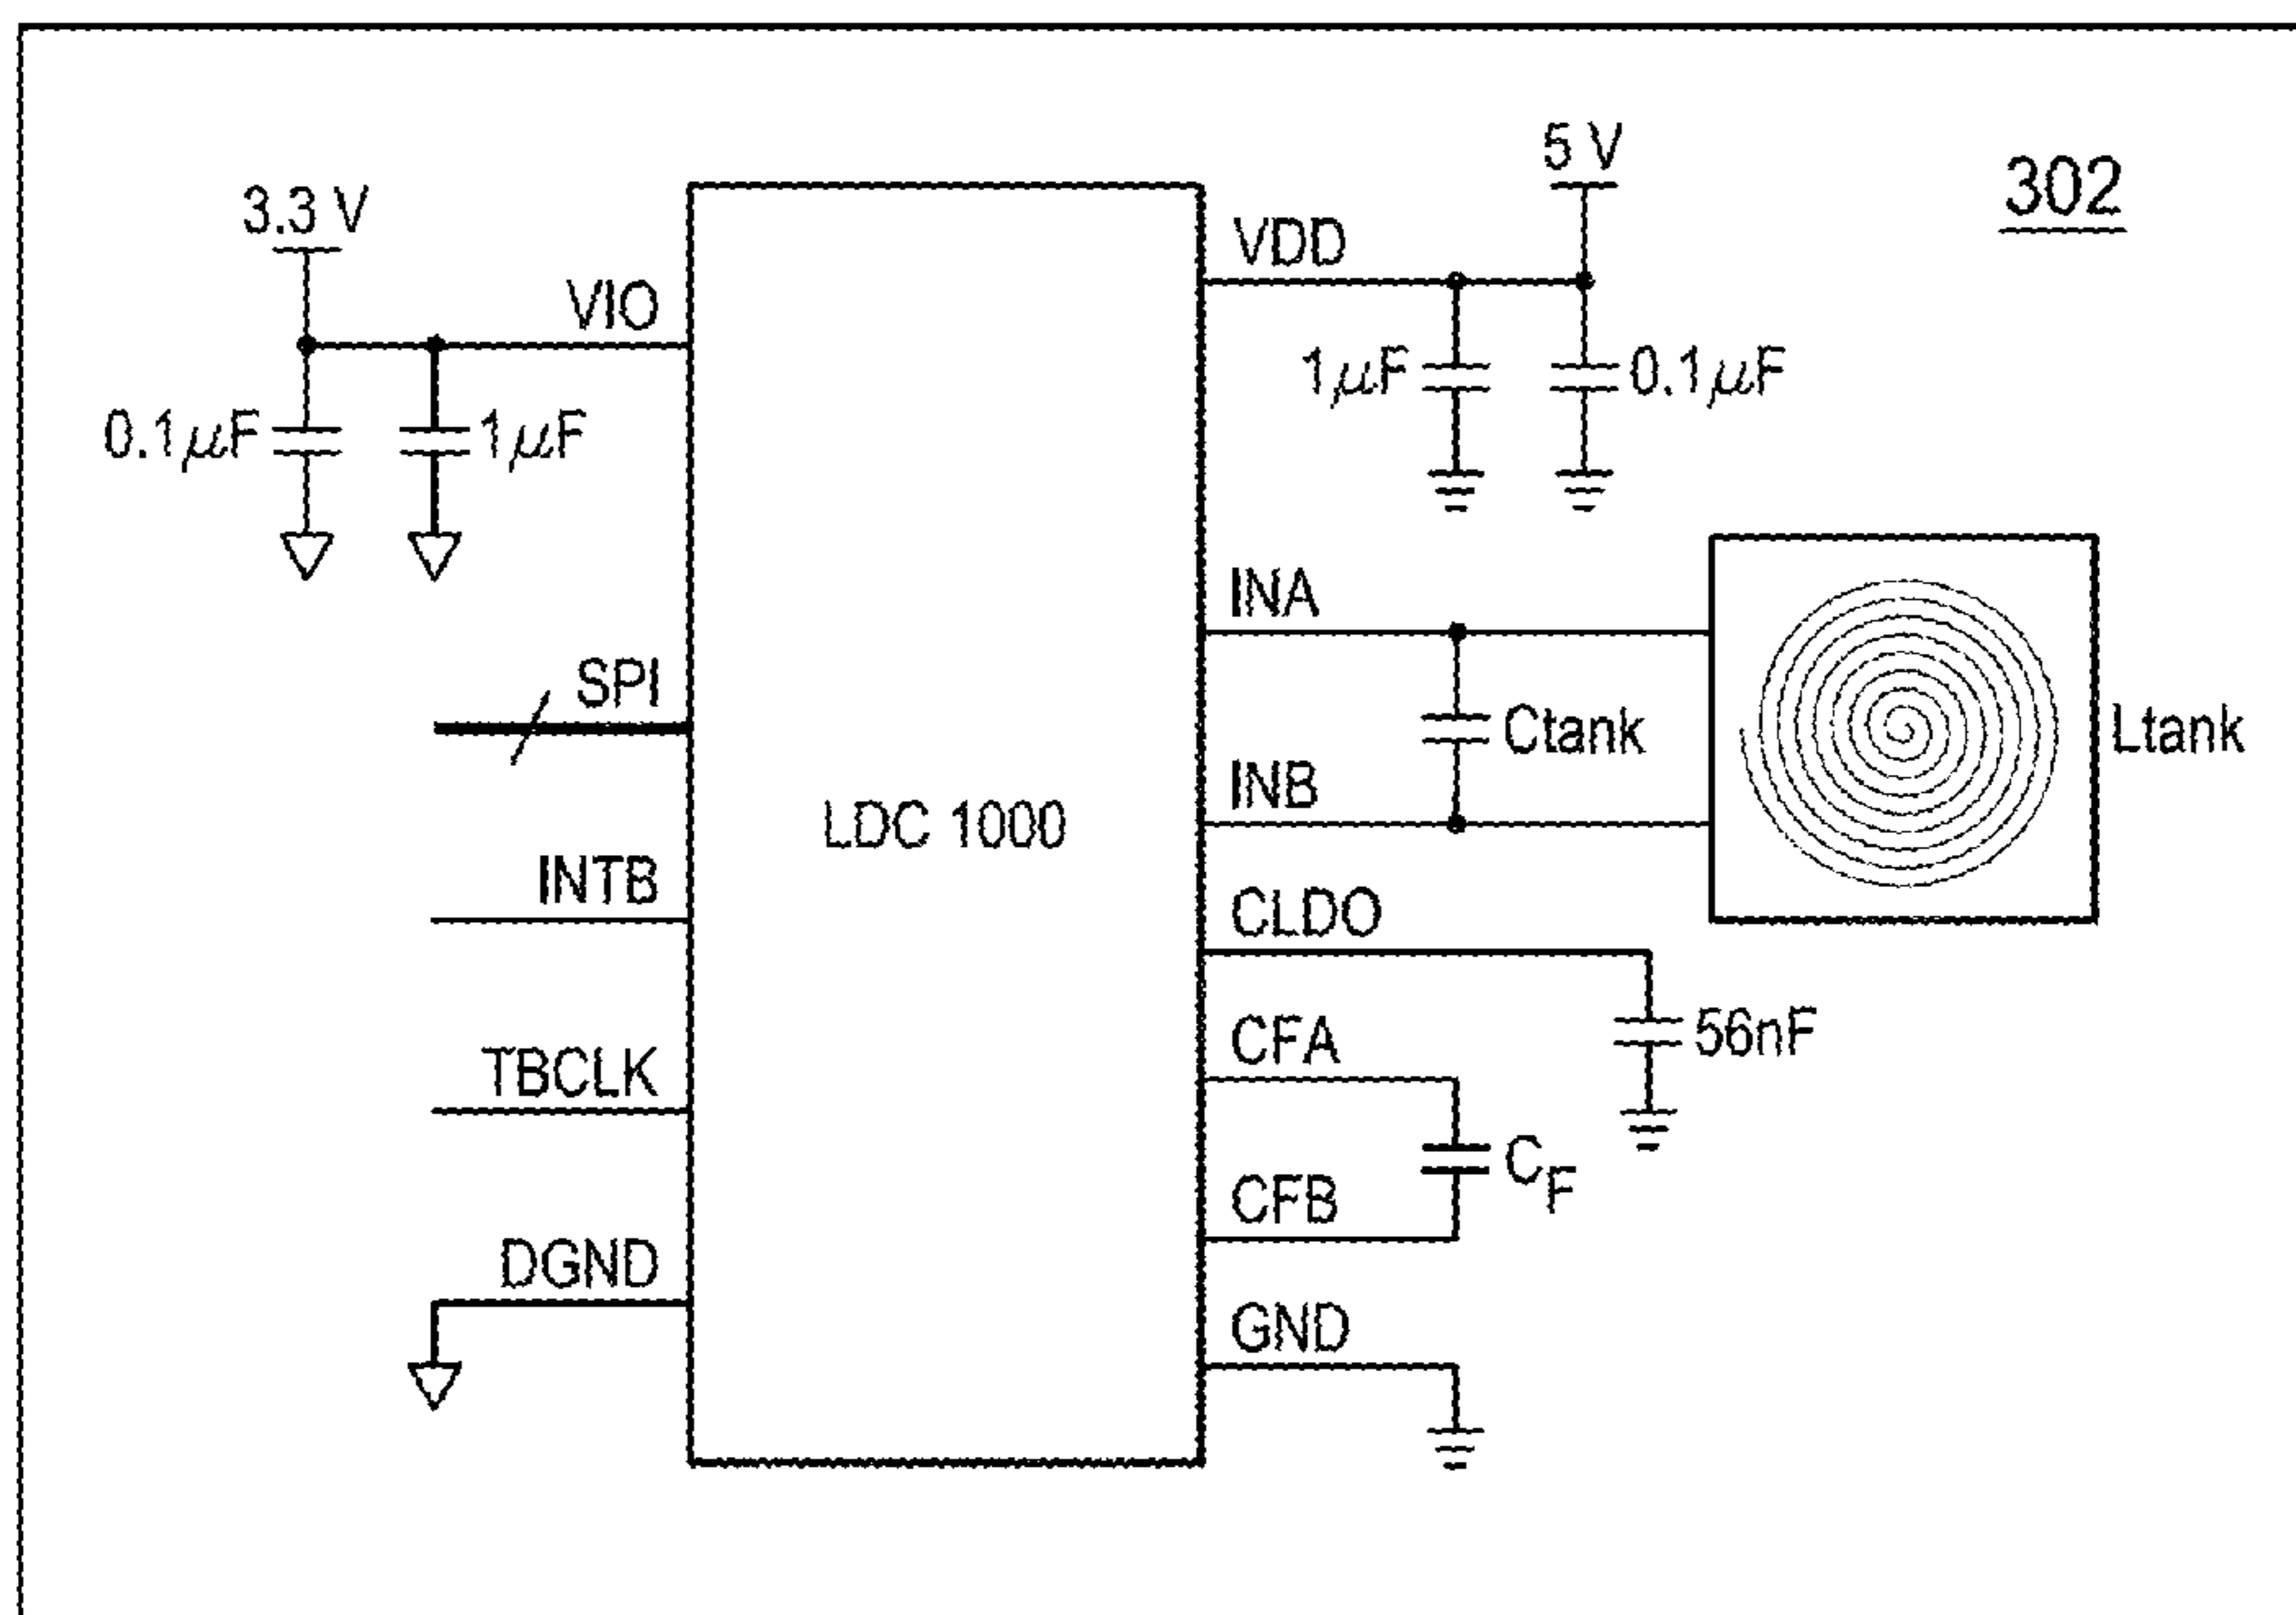 302
5 V
3.3 V
VDD
VIO
1μF
0.1μF
0.1μF
1μF
INA
SPI
Ctank
Ltank
INB
LDC 1000
INTB
CLDO
56nF
CFA
TBCLK
CF
CFB
DGND
GND